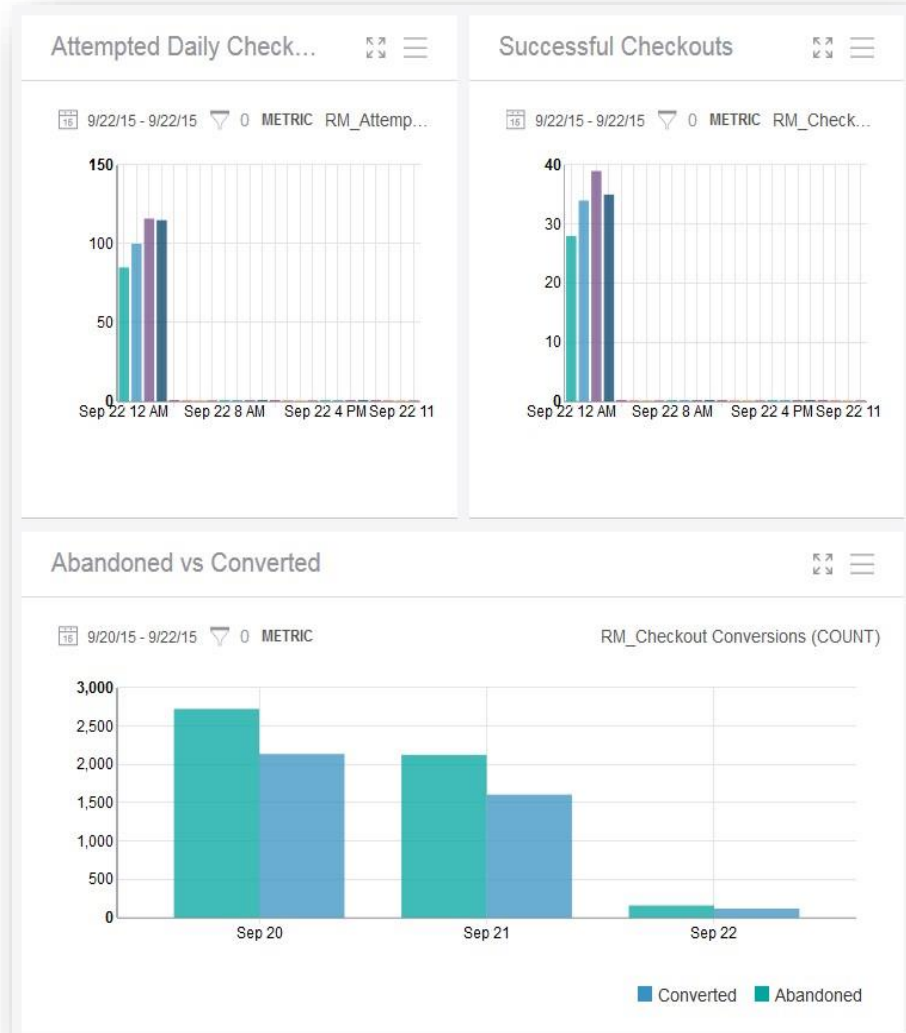 Attempted Daily Check...
16 9/22/15 - 9/22/15 0 METRIC RM_Attemp...
150
100
50
0
Sep 22 12 AM Sep 22 8 AM Sep 22 4 PM Sep 22 11
Successful Checkouts
16 9/22/15 - 9/22/15 0 METRIC RM_Check...
40
30
20
10
0
Sep 22 12 AM Sep 22 8 AM Sep 22 4 PM Sep 22 11
Abandoned vs Converted
16 9/20/15 - 9/22/15 0 METRIC RM_Checkout Conversions (COUNT)
3,000
2,500
2,000
1,500
1,000
500
0
Sep 20 Sep 21 Sep 22
Converted Abandoned